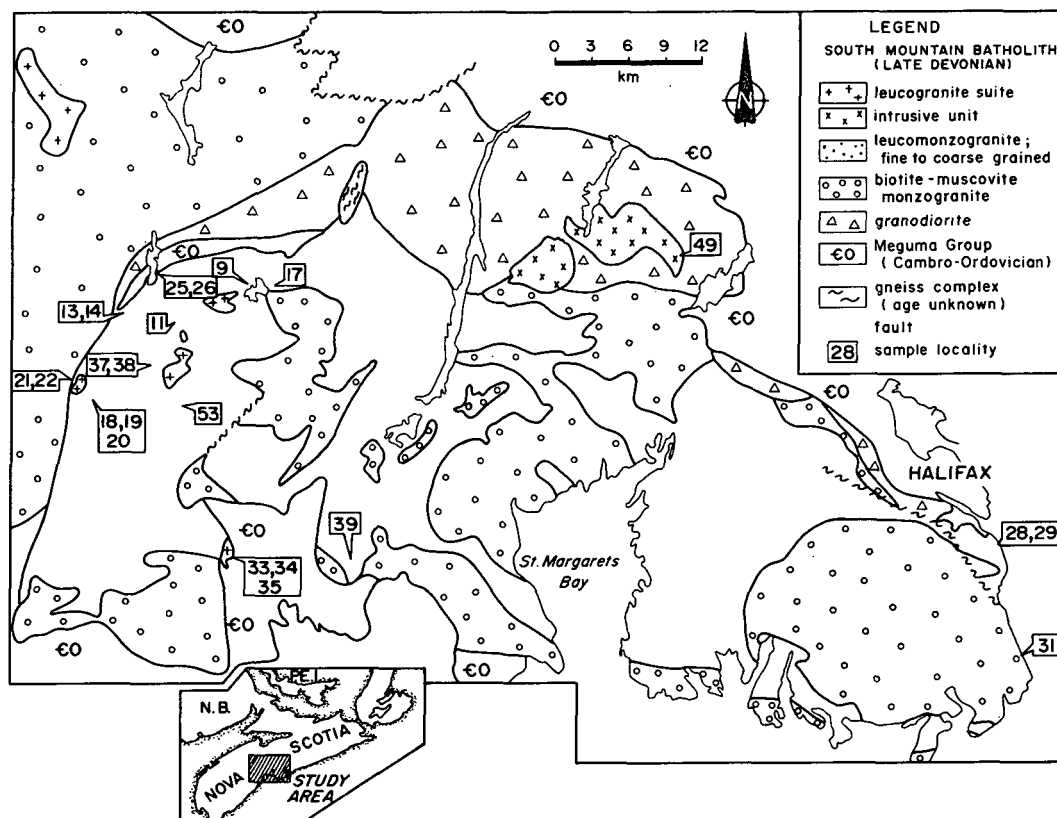 €O
0 3 6 9 12
km
N
€O
€O
LEGEND
SOUTH MOUNTAIN BATHOLITH
(LATE DEVONIAN)
leucogranite suite
intrusive unit
leucomonzogranite ;
fine to coarse grained
biotite-muscovite
monzogranite
granodiorite
€O Meguma Group
(Cambro-Ordovician)
gneiss complex
(age unknown)
fault
28 sample locality
€O
9
17
49
25,26
13,14
11
€O
37,38
21,22
18,19
20
53
€O
HALIFAX
€O
39
28,29
33,34
35
St. Margarets
Bay
€O
€O
€O
31
P.E.I.
N.B.
NOVA SCOTIA
STUDY
AREA